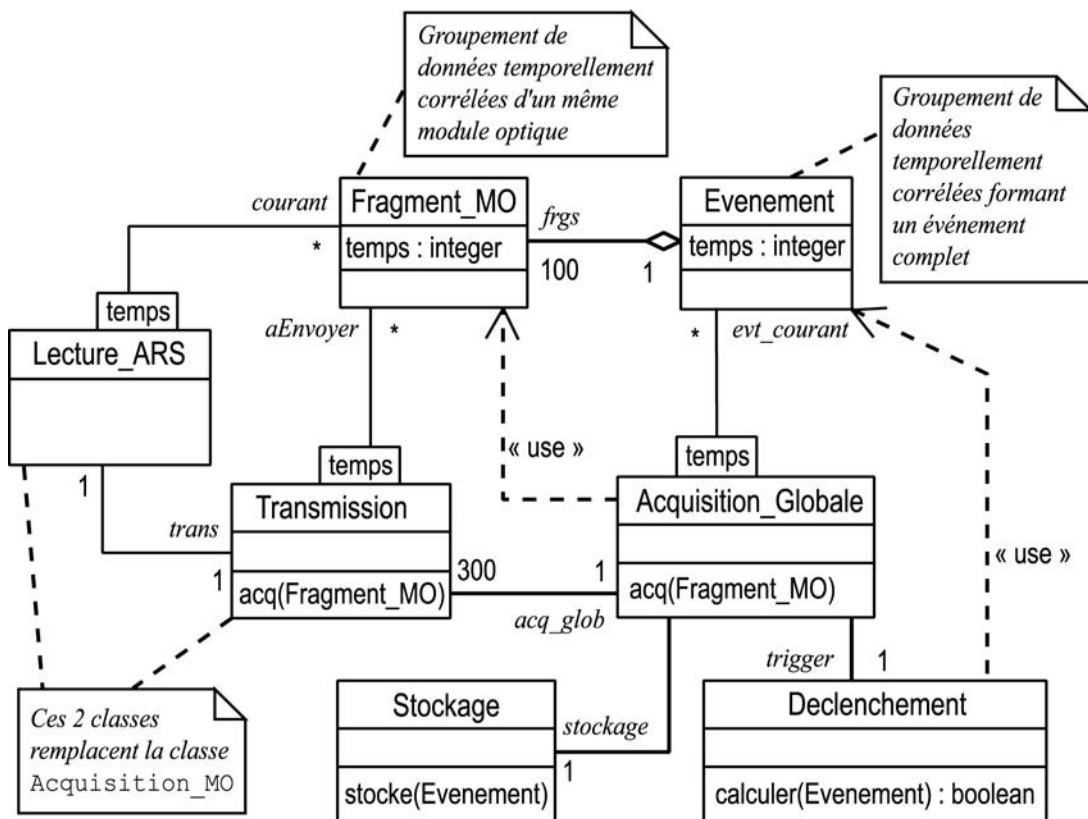 Groupement de
données temporellement
corrélées d'un même
module optique
Groupement de
données
temporellement
corrélées formant
un événement
complet
courant
*
Fragment_MO
temps : integer
frgs
100
1
Evenement
temps : integer
temps
Lecture_ARS
aEnvoyer
*
*
evt_courant
« use »
« use »
1
trans
1
temps
Transmission
acq(Fragment_MO)
300
1
acq_glob
temps
Acquisition_Globale
acq(Fragment_MO)
trigger
1
stockage
1
Ces 2 classes
remplacent la classe
Acquisition_MO
Stockage
stocke(Evenement)
Declenchement
calculer(Evenement) : boolean